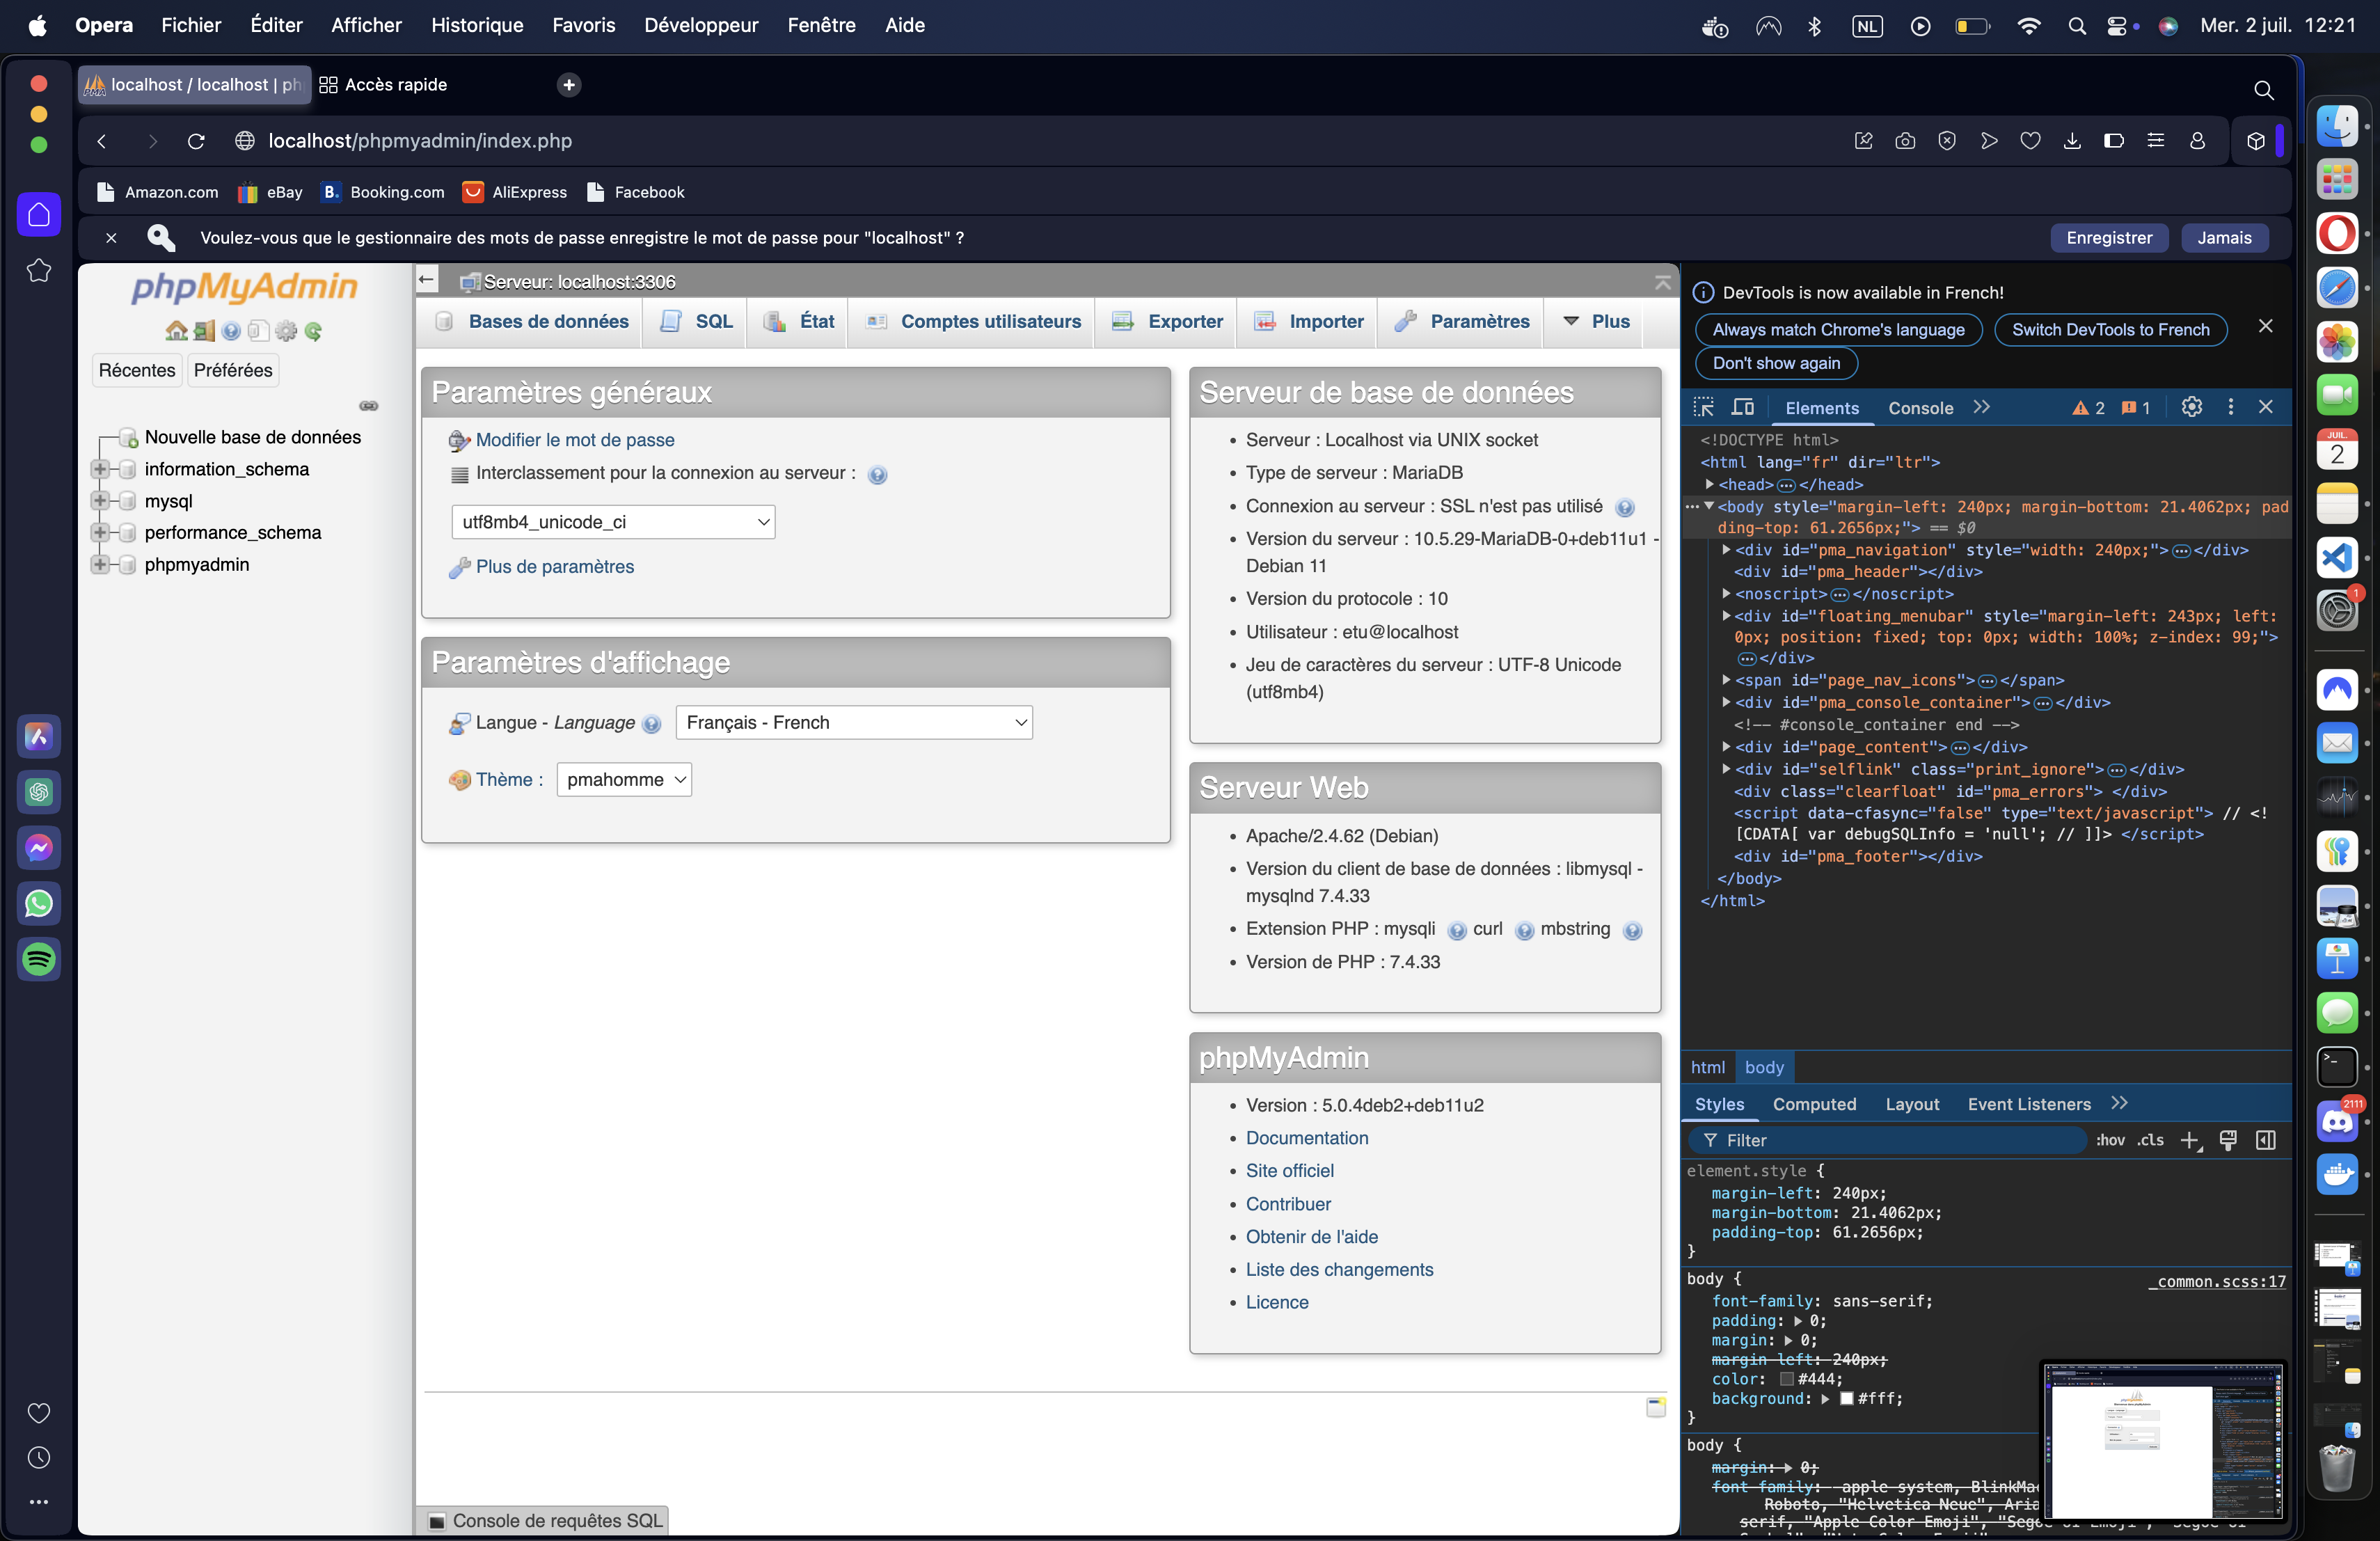 Opera Fichier Éditer Afficher Historique Favoris Développeur Fenêtre Aide NL Mer. 2 juil. 12:21
localhost / localhost | ph Accès rapide
localhost/phpmyadmin/index.php
Amazon.com eBay B. Booking.com AliExpress Facebook
Voulez-vous que le gestionnaire des mots de passe enregistre le mot de passe pour "localhost" ? Enregistrer Jamais
phpMyAdmin
Récentes Préférées
Nouvelle base de données
information_schema
mysql
performance_schema
phpmyadmin
Serveur: localhost:3306
Bases de données SQL État Comptes utilisateurs Exporter Importer Paramètres Plus
Paramètres généraux
Modifier le mot de passe
Interclassement pour la connexion au serveur :
utf8mb4_unicode_ci
Plus de paramètres
Paramètres d'affichage
Langue - Language Français - French
Thème : pmahomme
Serveur de base de données
Serveur : Localhost via UNIX socket
Type de serveur : MariaDB
Connexion au serveur : SSL n'est pas utilisé
Version du serveur : 10.5.29-MariaDB-0+deb11u1 -
Debian 11
Version du protocole : 10
Utilisateur : etu@localhost
Jeu de caractères du serveur : UTF-8 Unicode
(utf8mb4)
Serveur Web
Apache/2.4.62 (Debian)
Version du client de base de données : libmysql -
mysqlnd 7.4.33
Extension PHP : mysqli curl mbstring
Version de PHP : 7.4.33
phpMyAdmin
Version : 5.0.4deb2+deb11u2
Documentation
Site officiel
Contribuer
Obtenir de l'aide
Liste des changements
Licence
Console de requêtes SQL
DevTools is now available in French!
Always match Chrome's language Switch DevTools to French
Don't show again
Elements Console 2 1
<!DOCTYPE html>
<html lang="fr" dir="ltr">
<head>…</head>
<body style="margin-left: 240px; margin-bottom: 21.4062px; pad
ding-top: 61.2656px;"> == $0
<div id="pma_navigation" style="width: 240px;">…</div>
<div id="pma_header"></div>
<noscript>…</noscript>
<div id="floating_menubar" style="margin-left: 243px; left:
0px; position: fixed; top: 0px; width: 100%; z-index: 99;">
…</div>
<span id="page_nav_icons">…</span>
<div id="pma_console_container">…</div>
<!-- #console_container end -->
<div id="page_content">…</div>
<div id="selflink" class="print_ignore">…</div>
<div class="clearfloat" id="pma_errors"> </div>
<script data-cfasync="false" type="text/javascript"> // <!
[CDATA[ var debugSQLInfo = 'null'; // ]]> </script>
<div id="pma_footer"></div>
</body>
</html>
html body
Styles Computed Layout Event Listeners
Filter :hov .cls
element.style {
margin-left: 240px;
margin-bottom: 21.4062px;
padding-top: 61.2656px;
}
body { _common.scss:17
font-family: sans-serif;
padding: 0;
margin: 0;
margin-left: 240px;
color: #444;
background: #fff;
}
body {
margin: 0;
font-family: -apple-system, BlinkMa
Roboto, "Helvetica Neue", Aria
serif, "Apple Color Emoji",
JUIL.
2
1
2111